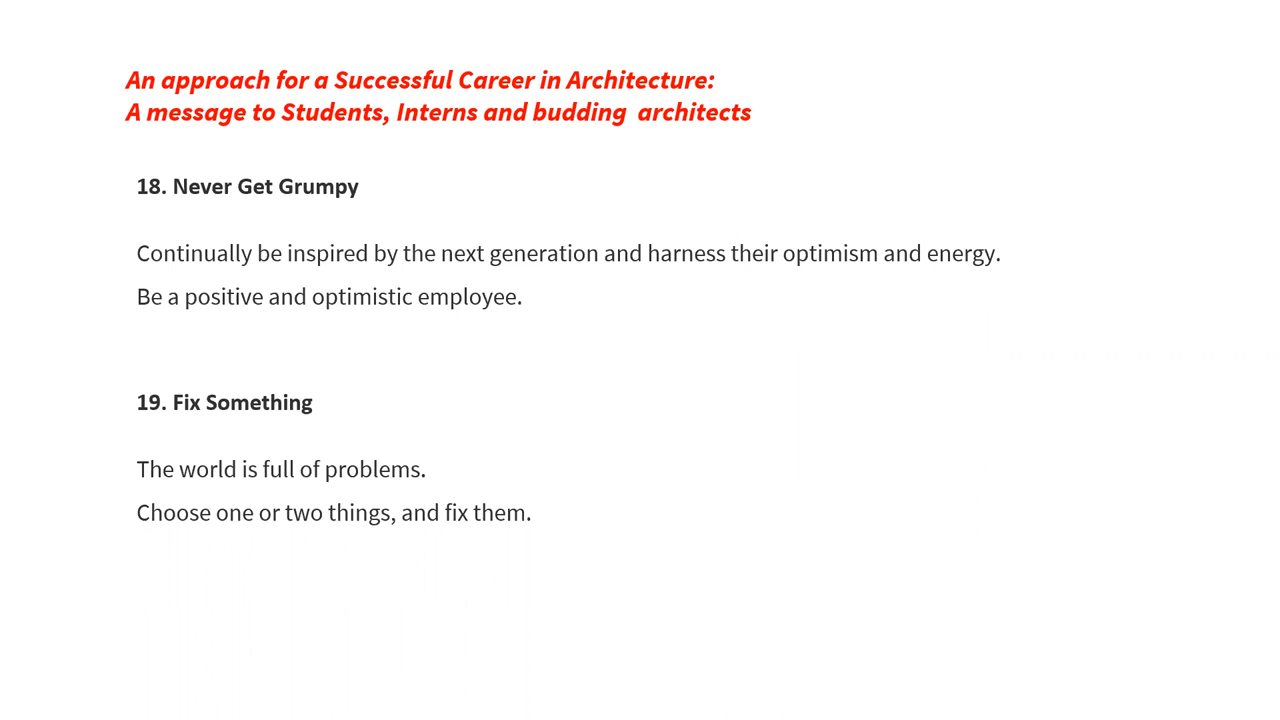 An approach for a Successful Career in Architecture:
A message to Students, Interns and budding  architects
18. Never Get Grumpy
Continually be inspired by the next generation and harness their optimism and energy.
Be a positive and optimistic employee.
19. Fix Something
The world is full of problems.
Choose one or two things, and fix them.